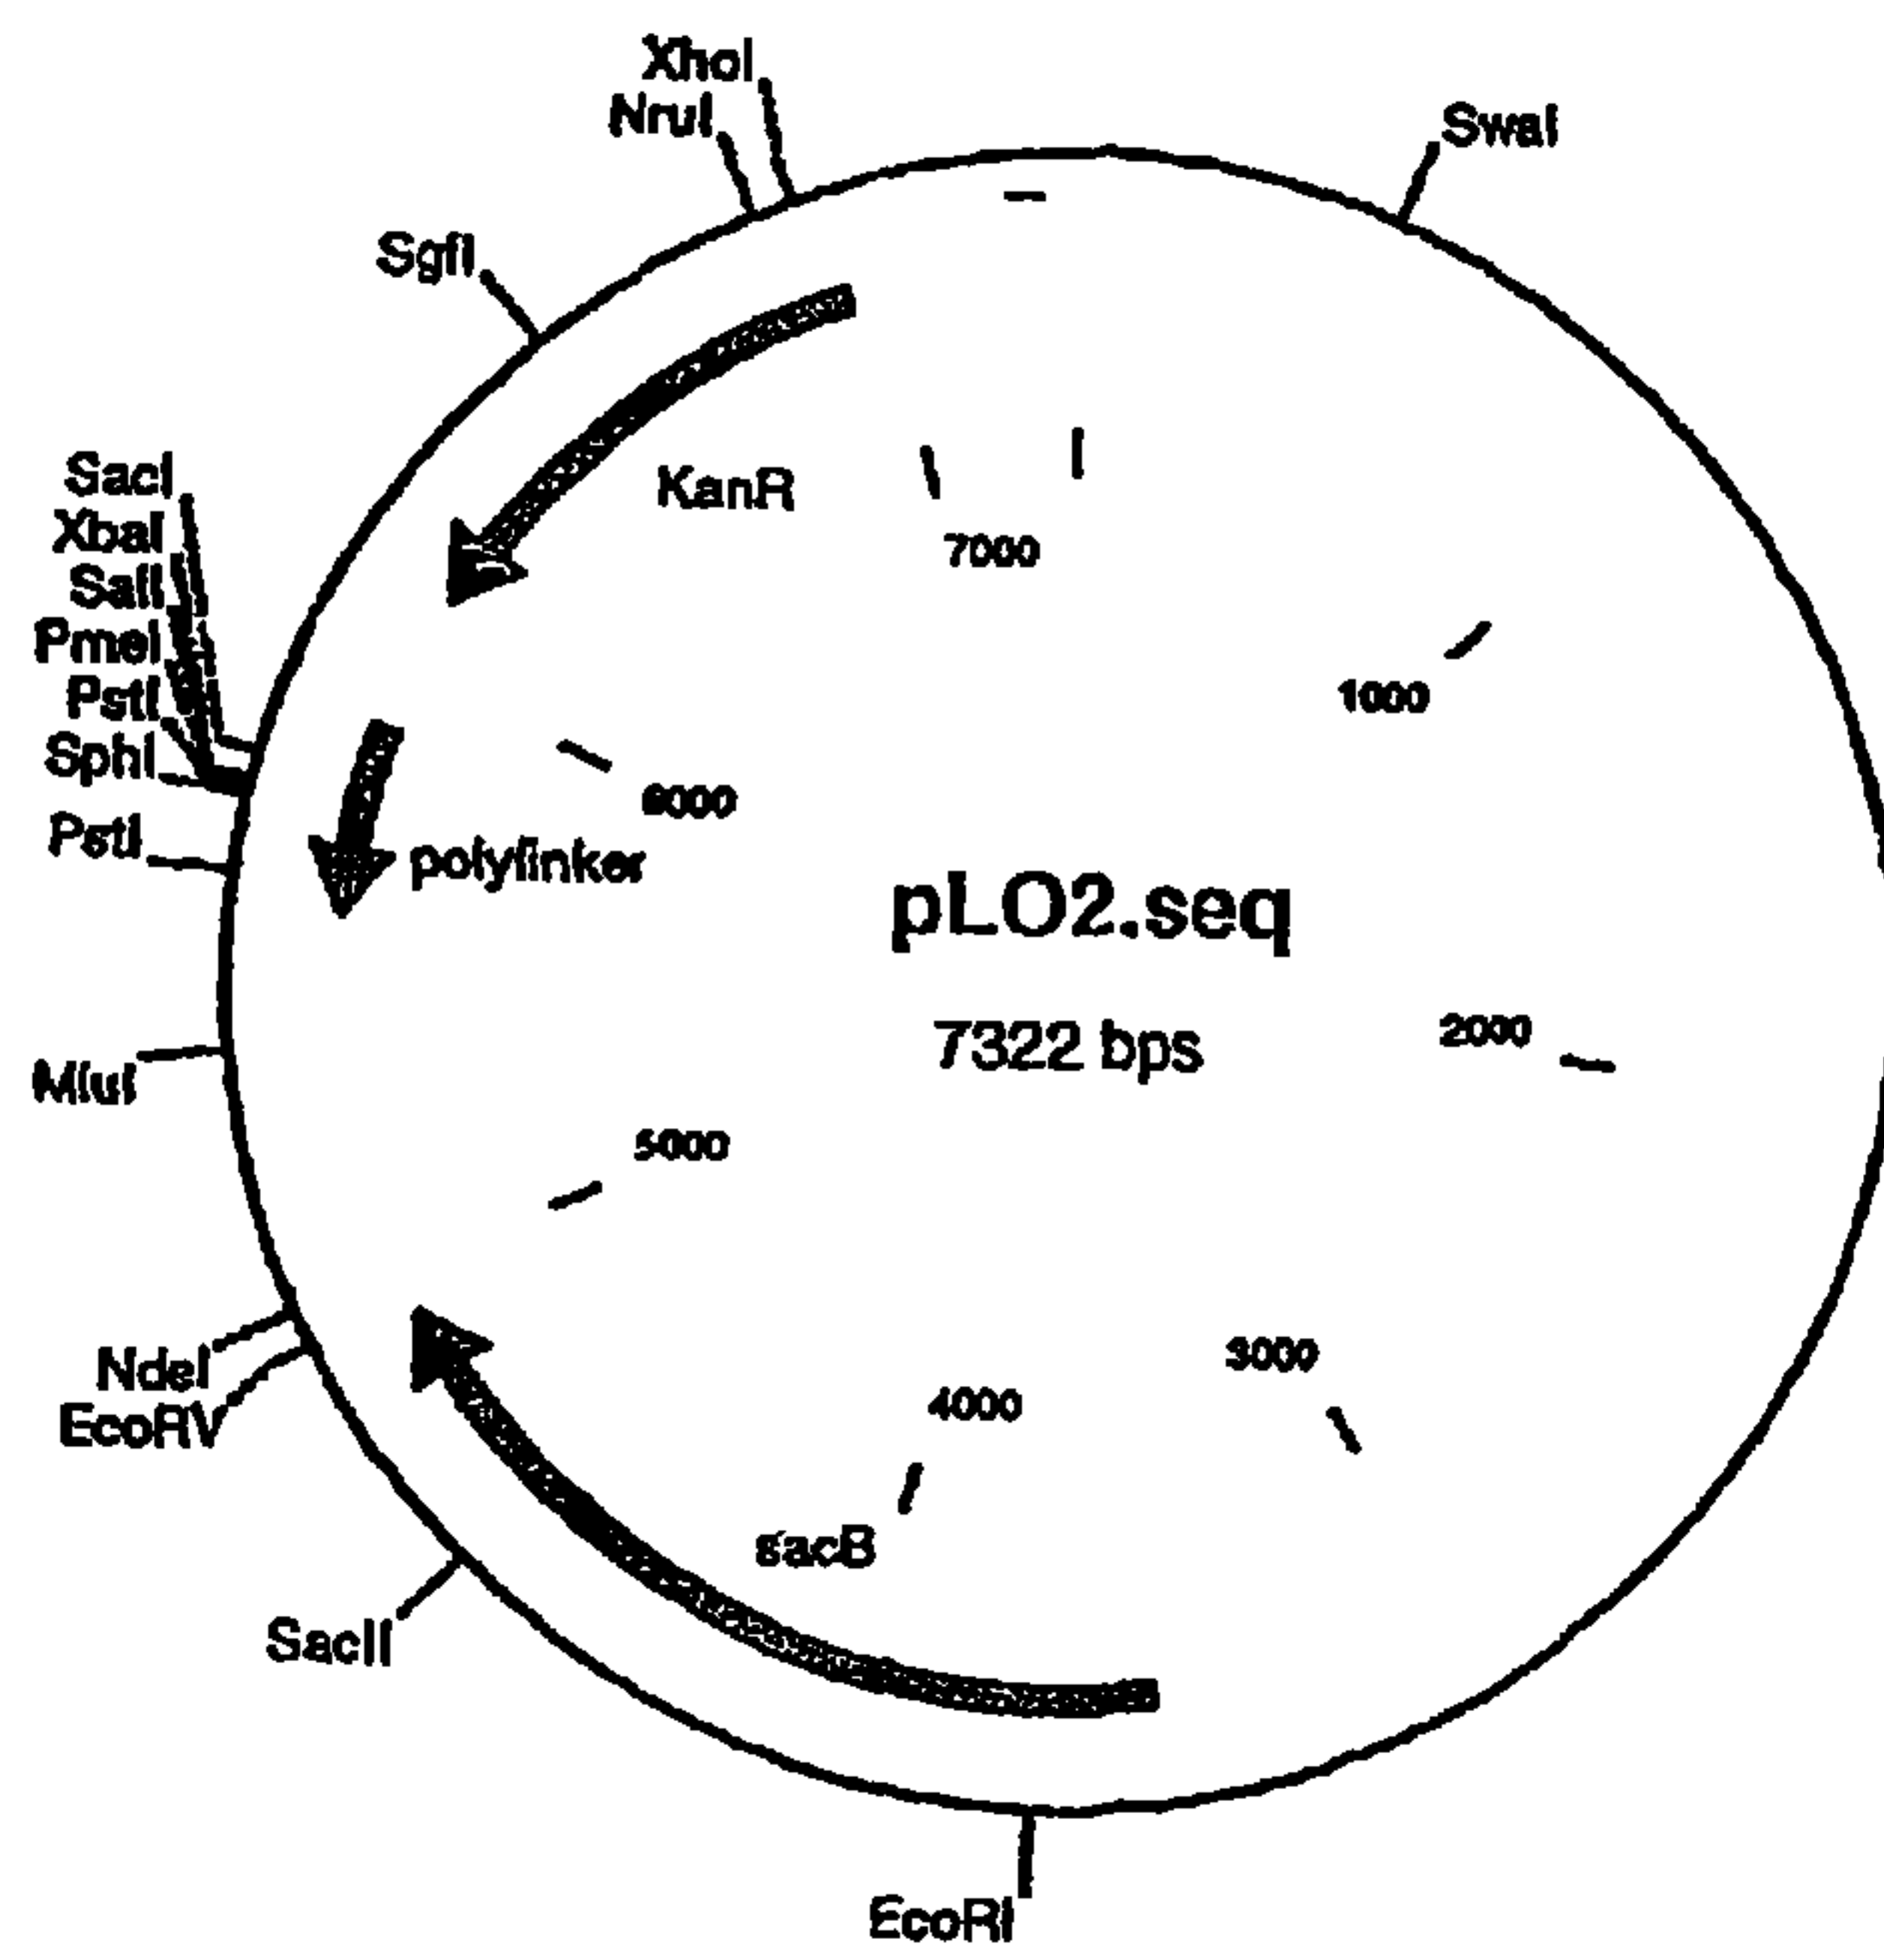 XhoI
NruI
SwaI
SgfI
SacI
XbaI
SalI
PmeI
PstI
SphI
PstI
KanR
7000
1000
6000
polylinker
pLO2.seq
7322 bps
2000
MluI
5000
NdeI
EcoRV
3000
4000
sacB
SacII
EcoRI